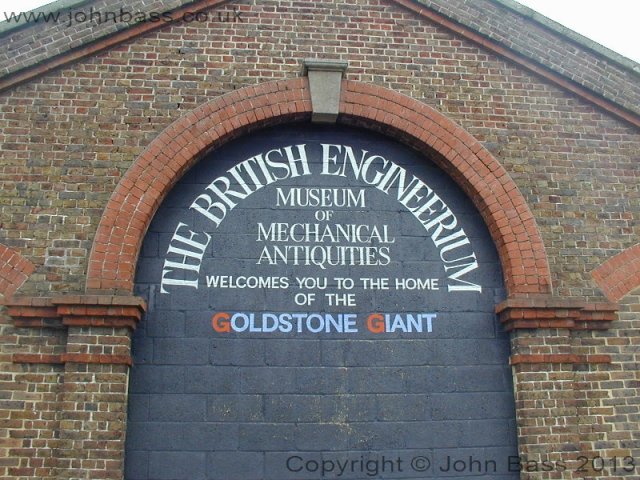 www.johnbass.co.uk
THE BRITISH ENGINEERIUM
MUSEUM
OF
MECHANICAL
ANTIQUITIES
WELCOMES YOU TO THE HOME
OF THE
GOLDSTONE GIANT
Copyright © John Bass 2013